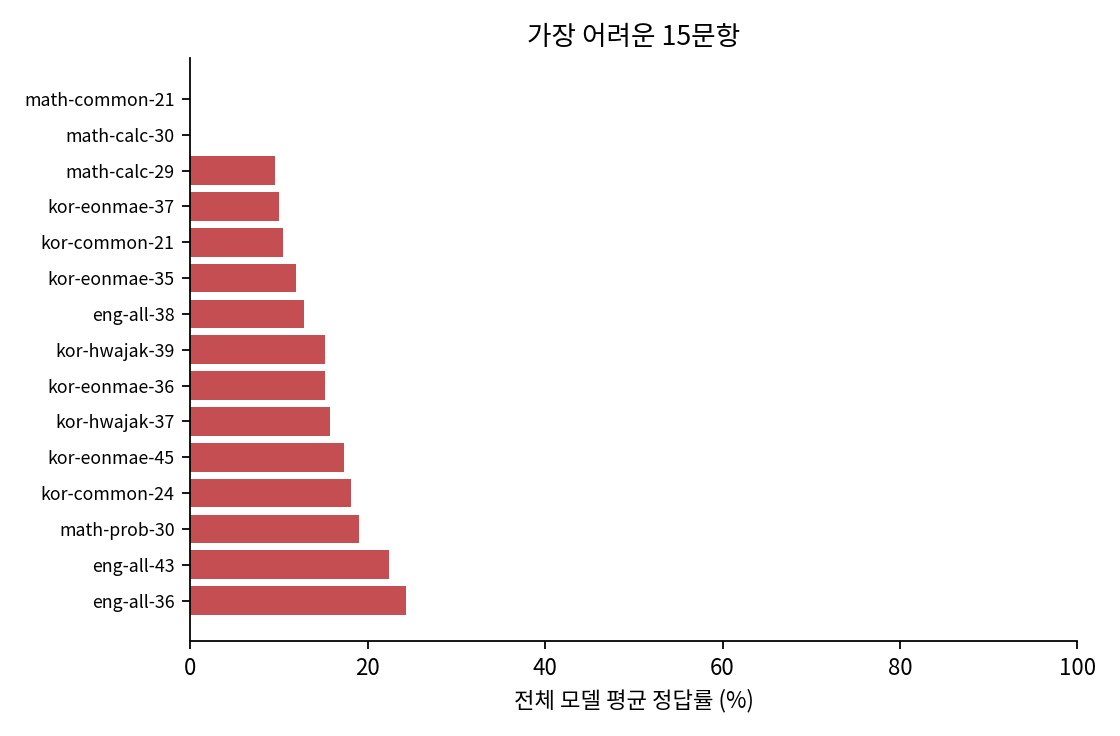 가장 어려운 15문항
math-common-21
math-calc-30
math-calc-29
kor-eonmae-37
kor-common-21
kor-eonmae-35
eng-all-38
kor-hwajak-39
kor-eonmae-36
kor-hwajak-37
kor-eonmae-45
kor-common-24
math-prob-30
eng-all-43
eng-all-36
0 20 40 60 80 100
전체 모델 평균 정답률 (%)